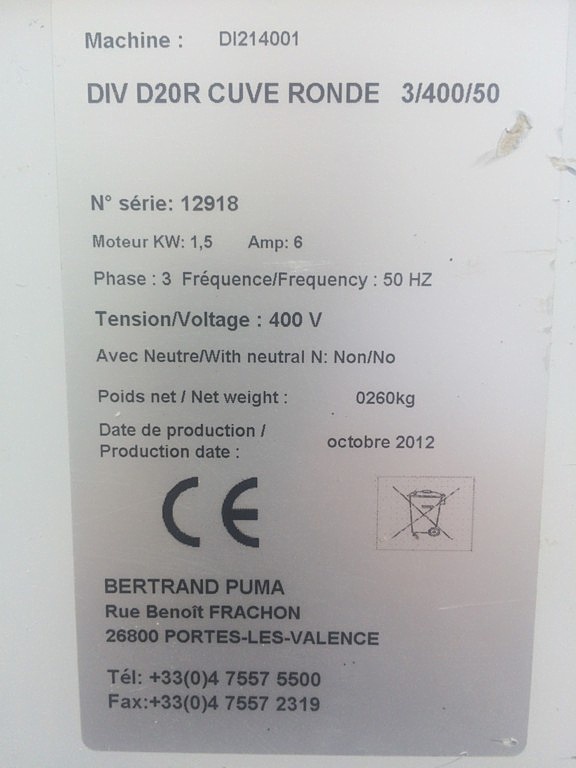 Machine : DI214001
DIV D20R CUVE RONDE 3/400/50
N° série: 12918
Moteur KW: 1,5 Amp: 6
Phase : 3 Fréquence/Frequency : 50 HZ
Tension/Voltage : 400 V
Avec Neutre/With neutral N: Non/No
Poids net / Net weight : 0260kg
Date de production /
Production date : octobre 2012
CE
BERTRAND PUMA
Rue Benoît FRACHON
26800 PORTES-LES-VALENCE
Tél: +33(0)4 7557 5500
Fax:+33(0)4 7557 2319